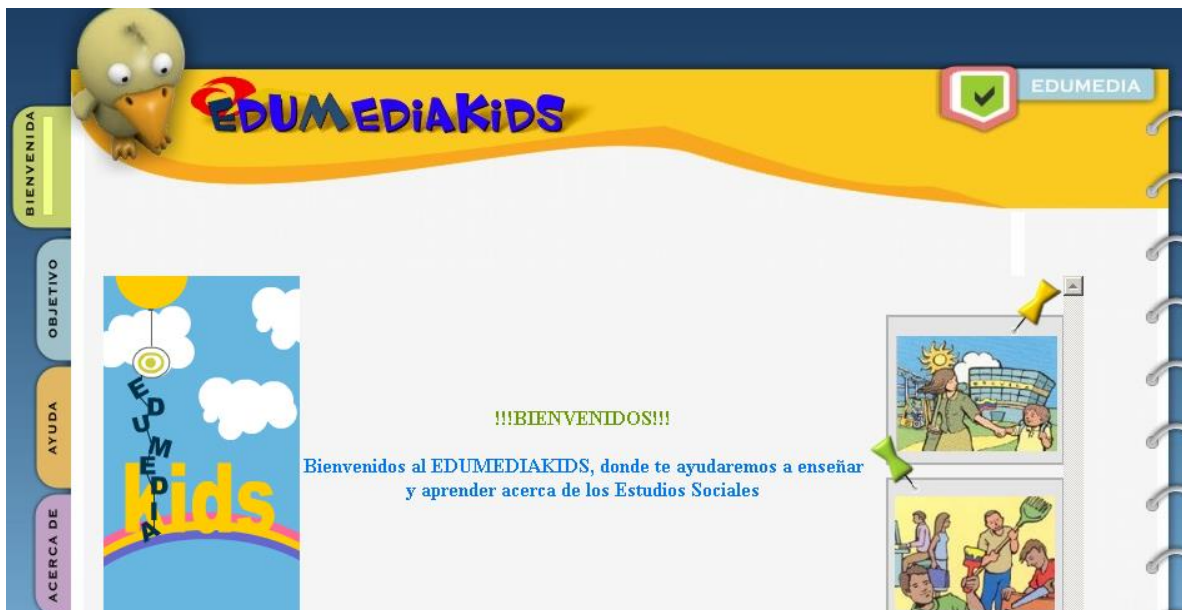 EDUMEDIAKIDS
EDUMEDIA
BIENVENIDA
OBJETIVO
AYUDA
ACERCA DE
EDUMEDIA
kids
!!!BIENVENIDOS!!!
Bienvenidos al EDUMEDIAKIDS, donde te ayudaremos a enseñar
y aprender acerca de los Estudios Sociales